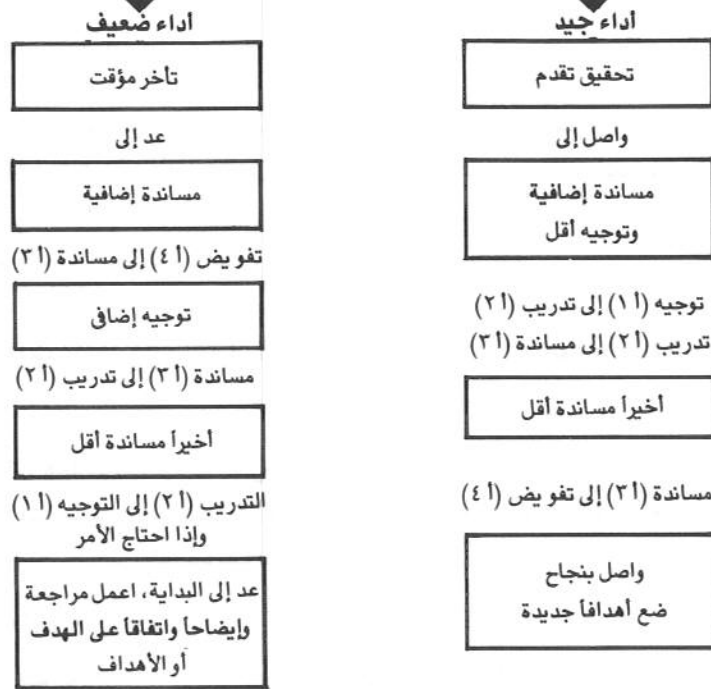 أداء جيد
تحقيق تقدم
واصل إلى
مساندة إضافية
وتوجيه أقل
توجيه (أ ١) إلى تدريب (أ ٢)
تدريب (أ ٢) إلى مساندة (أ ٣)
أخيراً مساندة أقل
مساندة (أ ٣) إلى تفويض (أ ٤)
واصل بنجاح
ضع أهدافاً جديدة
أداء ضعيف
تأخر مؤقت
عد إلى
مساندة إضافية
تفويض (أ ٤) إلى مساندة (أ ٣)
توجيه إضافى
مساندة (أ ٣) إلى تدريب (أ ٢)
أخيراً مساندة أقل
التدريب (أ ٢) إلى التوجيه (أ ١)
وإذا احتاج الأمر
عد إلى البداية، اعمل مراجعة
وإيضاحاً واتفاقاً على الهدف
أو الأهداف